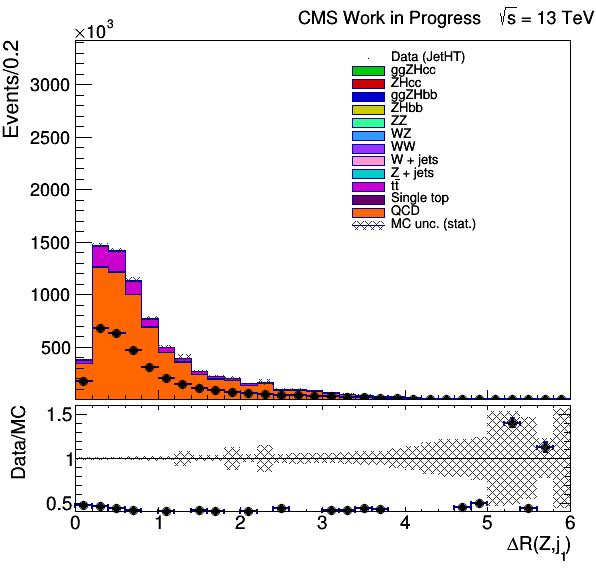 CMS Work in Progress √s = 13 TeV
×10³
Events/0.2
3000
2500
2000
1500
1000
500
Data (JetHT)
ggZHcc
ZHcc
ggZHbb
ZHbb
ZZ
WZ
WW
W + jets
Z + jets
tt̄
Single top
QCD
MC unc. (stat.)
Data/MC
1.5
1
0.5
0 1 2 3 4 5 6
ΔR(Z,j₁)